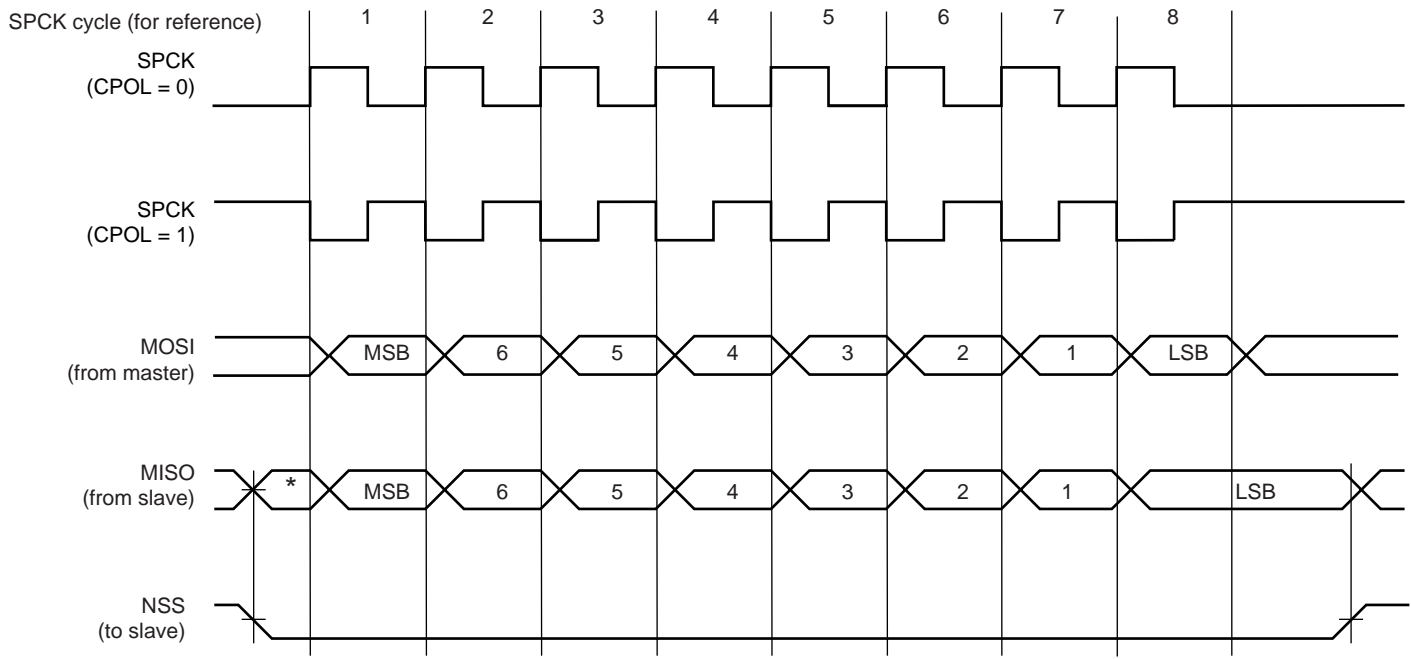 SPCK cycle (for reference) 1 2 3 4 5 6 7 8
SPCK
(CPOL = 0)
SPCK
(CPOL = 1)
MOSI
(from master)
MSB 6 5 4 3 2 1 LSB
MISO
(from slave)
* MSB 6 5 4 3 2 1 LSB
NSS
(to slave)